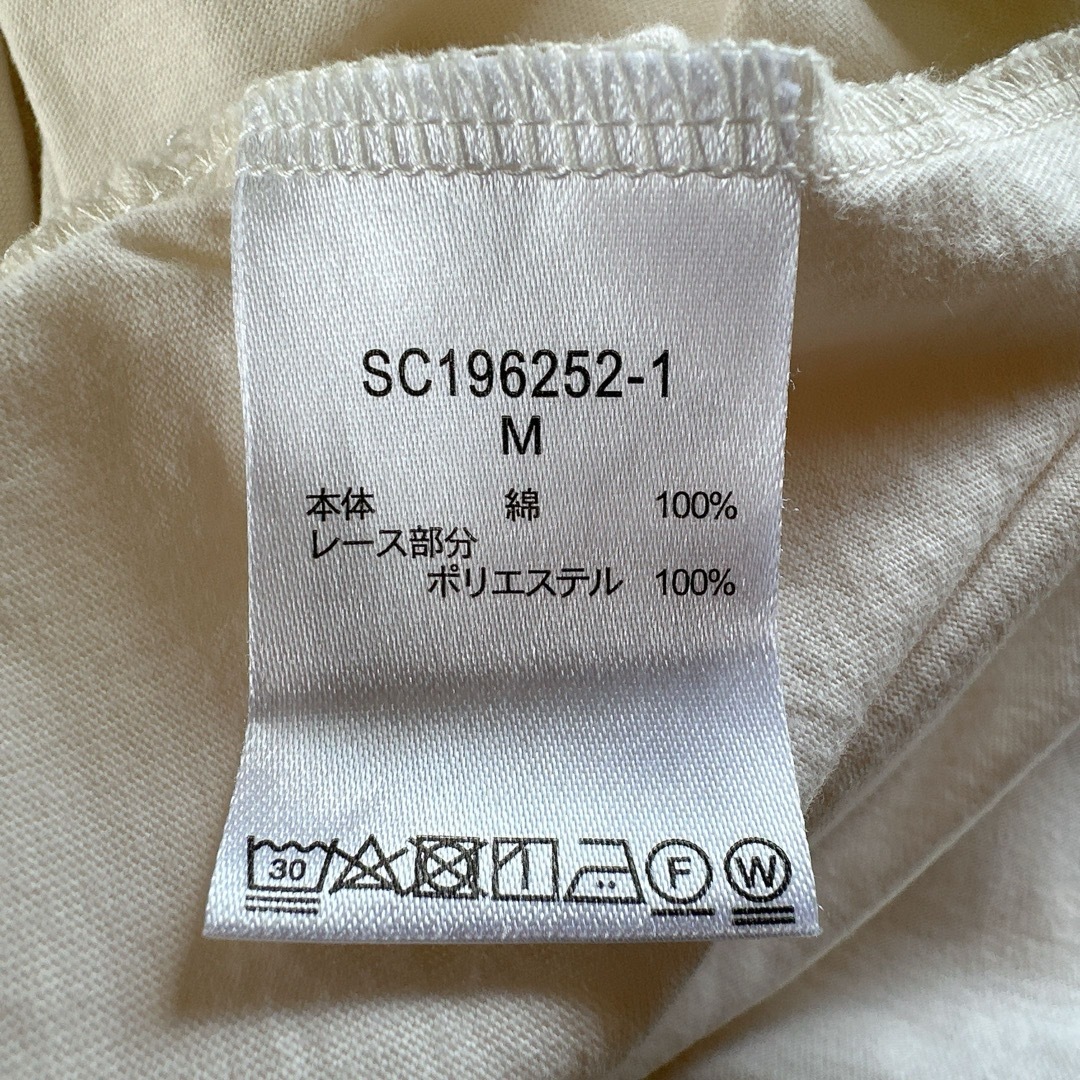 SC196252-1
M
本体 綿 100%
レース部分
ポリエステル 100%
30 F W